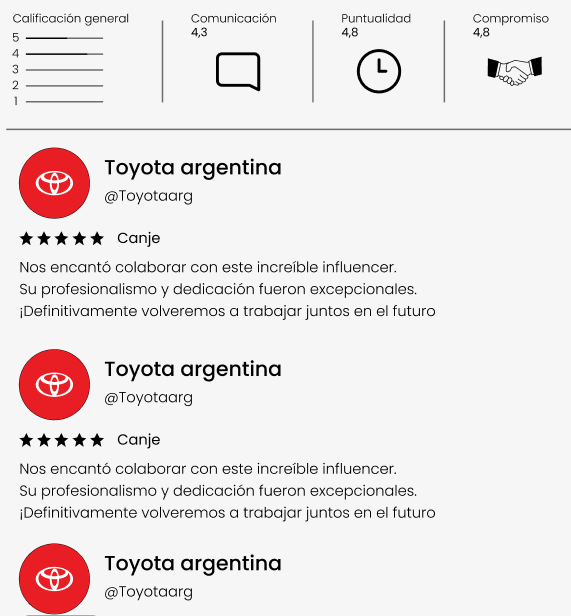 Calificación general
5
4
3
2
1
Comunicación
4,3
Puntualidad
4,8
Compromiso
4,8
Toyota argentina
@Toyotaarg
Canje
Nos encantó colaborar con este increíble influencer.
Su profesionalismo y dedicación fueron excepcionales.
¡Definitivamente volveremos a trabajar juntos en el futuro
Toyota argentina
@Toyotaarg
Canje
Nos encantó colaborar con este increíble influencer.
Su profesionalismo y dedicación fueron excepcionales.
¡Definitivamente volveremos a trabajar juntos en el futuro
Toyota argentina
@Toyotaarg